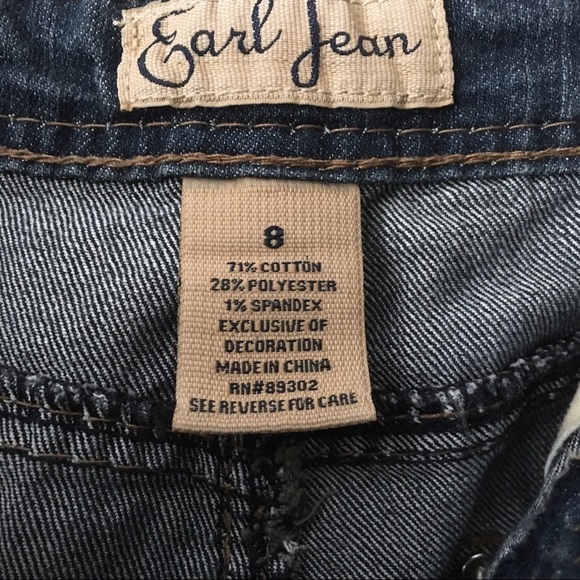 Earl Jean
8
71% COTTON
28% POLYESTER
1% SPANDEX
EXCLUSIVE OF
DECORATION
MADE IN CHINA
RN#89302
SEE REVERSE FOR CARE